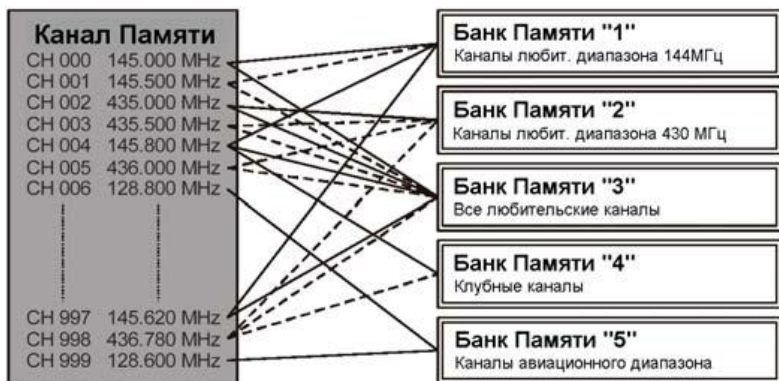 Канал Памяти
CH 000 145.000 MHz
CH 001 145.500 MHz
CH 002 435.000 MHz
CH 003 435.500 MHz
CH 004 145.800 MHz
CH 005 436.000 MHz
CH 006 128.800 MHz
CH 997 145.620 MHz
CH 998 436.780 MHz
CH 999 128.600 MHz
Банк Памяти "1"
Каналы любит. диапазона 144МГц
Банк Памяти "2"
Каналы любит. диапазона 430 МГц
Банк Памяти "3"
Все любительские каналы
Банк Памяти "4"
Клубные каналы
Банк Памяти "5"
Каналы авиационного диапазона